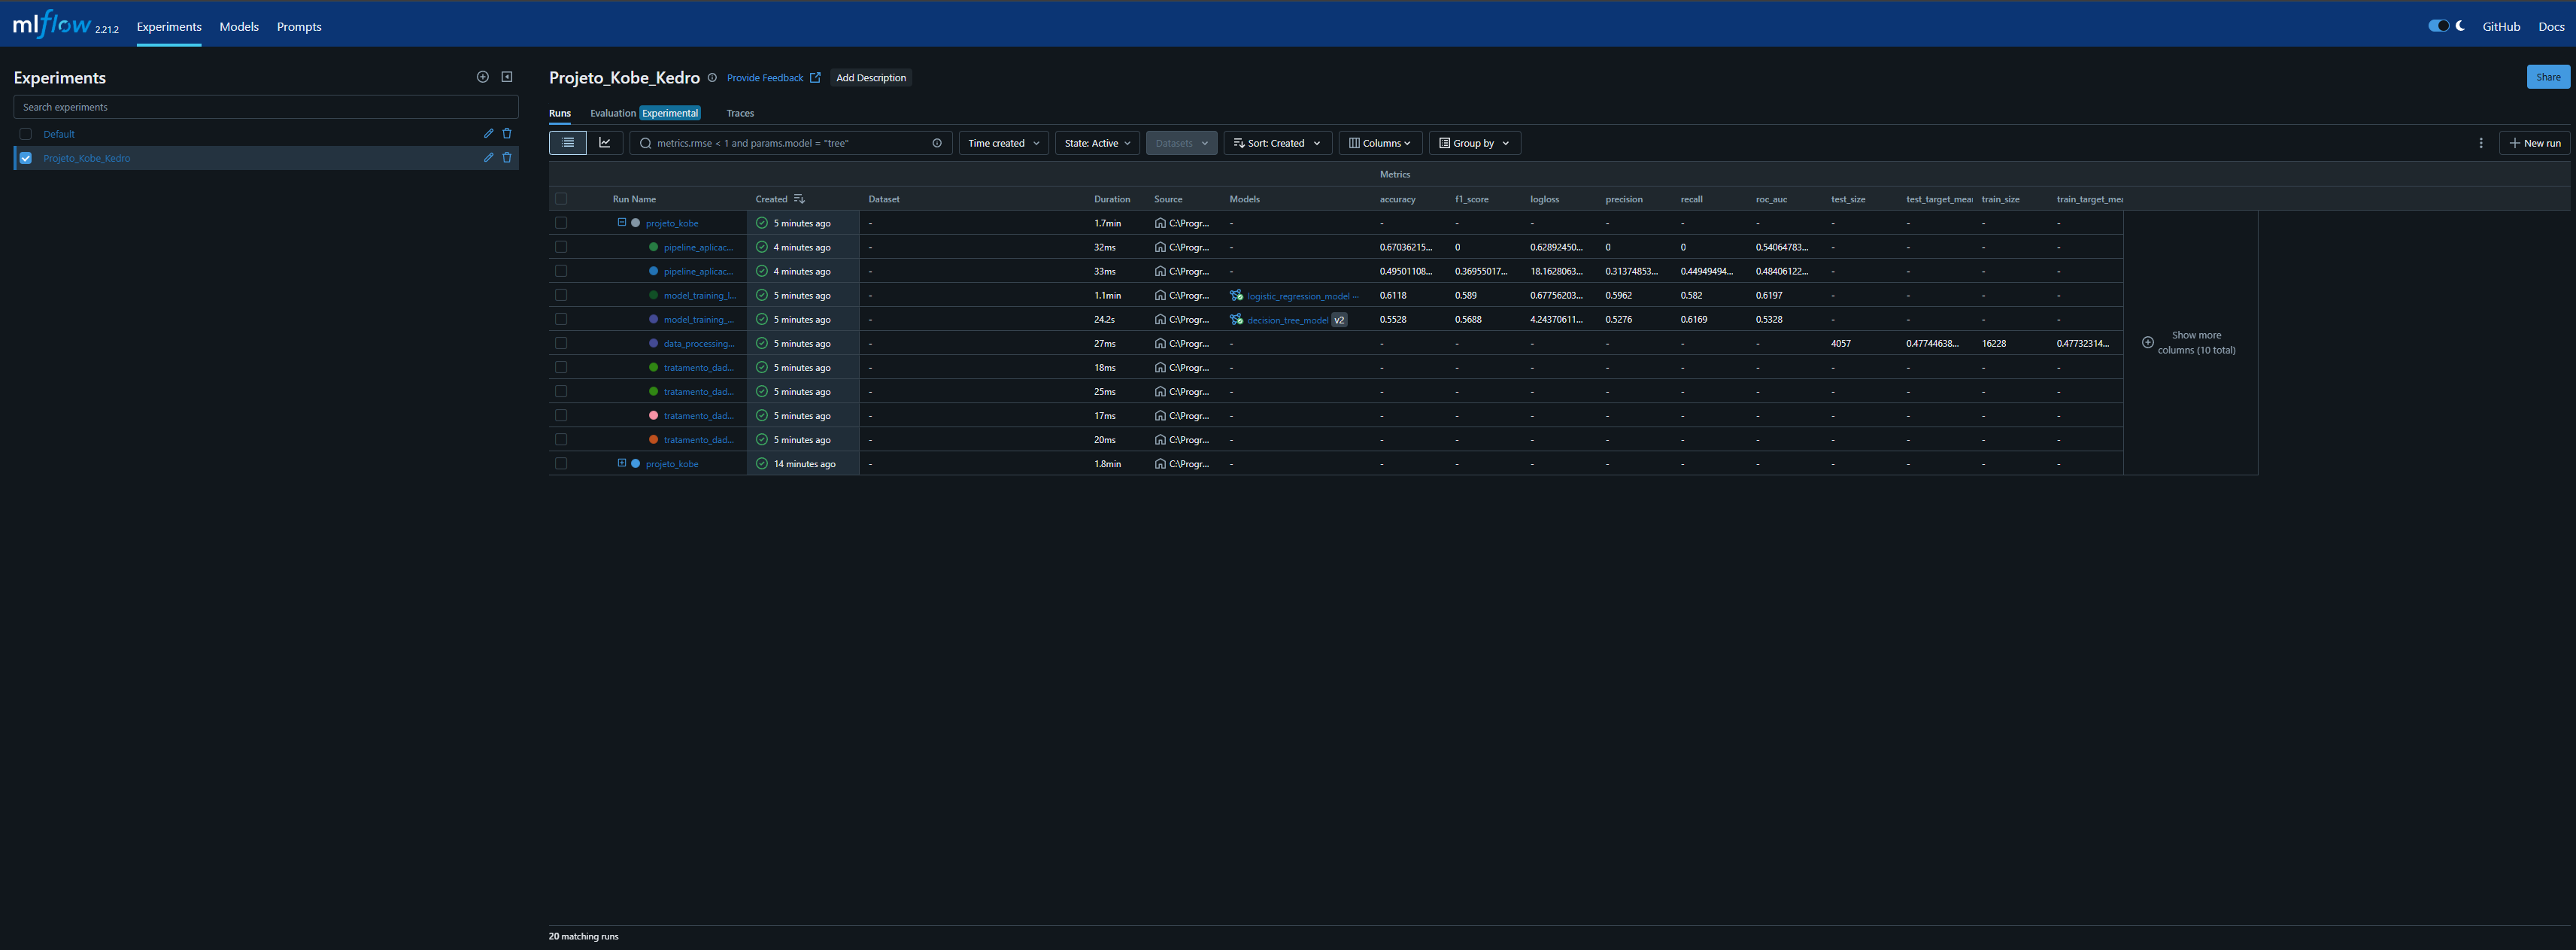 mlflow 2.21.2 Experiments Models Prompts GitHub Docs
Experiments
Search experiments
Default
Projeto_Kobe_Kedro
Projeto_Kobe_Kedro Provide Feedback Add Description Share
Runs Evaluation Experimental Traces
metrics.rmse < 1 and params.model = "tree" Time created State: Active Datasets Sort: Created Columns Group by New run
Metrics
Run Name Created Dataset Duration Source Models accuracy f1_score logloss precision recall roc_auc test_size test_target_mean train_size train_target_mea
projeto_kobe 5 minutes ago - 1.7min C:\Progr... - - - - - - - - - - -
pipeline_aplicac... 4 minutes ago - 32ms C:\Progr... - 0.67036215... 0 0.62892450... 0 0 0.54064783... - - - -
pipeline_aplicac... 4 minutes ago - 33ms C:\Progr... - 0.49501108... 0.36955017... 18.1628063... 0.31374853... 0.44949494... 0.48406122... - - - -
model_training_l... 5 minutes ago - 1.1min C:\Progr... logistic_regression_model ... 0.6118 0.589 0.67756203... 0.5962 0.582 0.6197 - - - -
model_training_... 5 minutes ago - 24.2s C:\Progr... decision_tree_model v2 0.5528 0.5688 4.24370611... 0.5276 0.6169 0.5328 - - - -
data_processing... 5 minutes ago - 27ms C:\Progr... - - - - - - - 4057 0.47744638... 16228 0.47732314...
tratamento_dad... 5 minutes ago - 18ms C:\Progr... - - - - - - - - - - -
tratamento_dad... 5 minutes ago - 25ms C:\Progr... - - - - - - - - - - -
tratamento_dad... 5 minutes ago - 17ms C:\Progr... - - - - - - - - - - -
tratamento_dad... 5 minutes ago - 20ms C:\Progr... - - - - - - - - - - -
projeto_kobe 14 minutes ago - 1.8min C:\Progr... - - - - - - - - - - -
Show more
columns (10 total)
20 matching runs